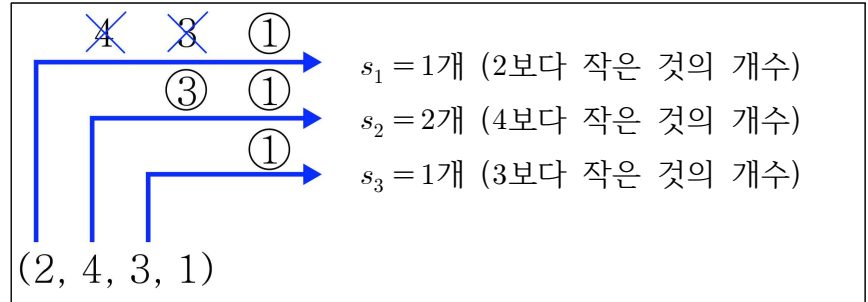 4 3 ①
s₁ = 1개 (2보다 작은 것의 개수)
③ ①
s₂ = 2개 (4보다 작은 것의 개수)
①
s₃ = 1개 (3보다 작은 것의 개수)
(2, 4, 3, 1)